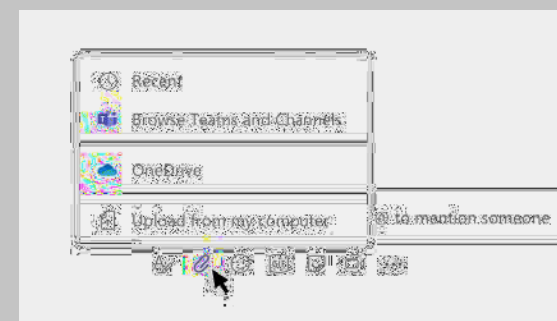 Recent
Browse Teams and Channels
OneDrive
Upload from my computer
@ to mention someone